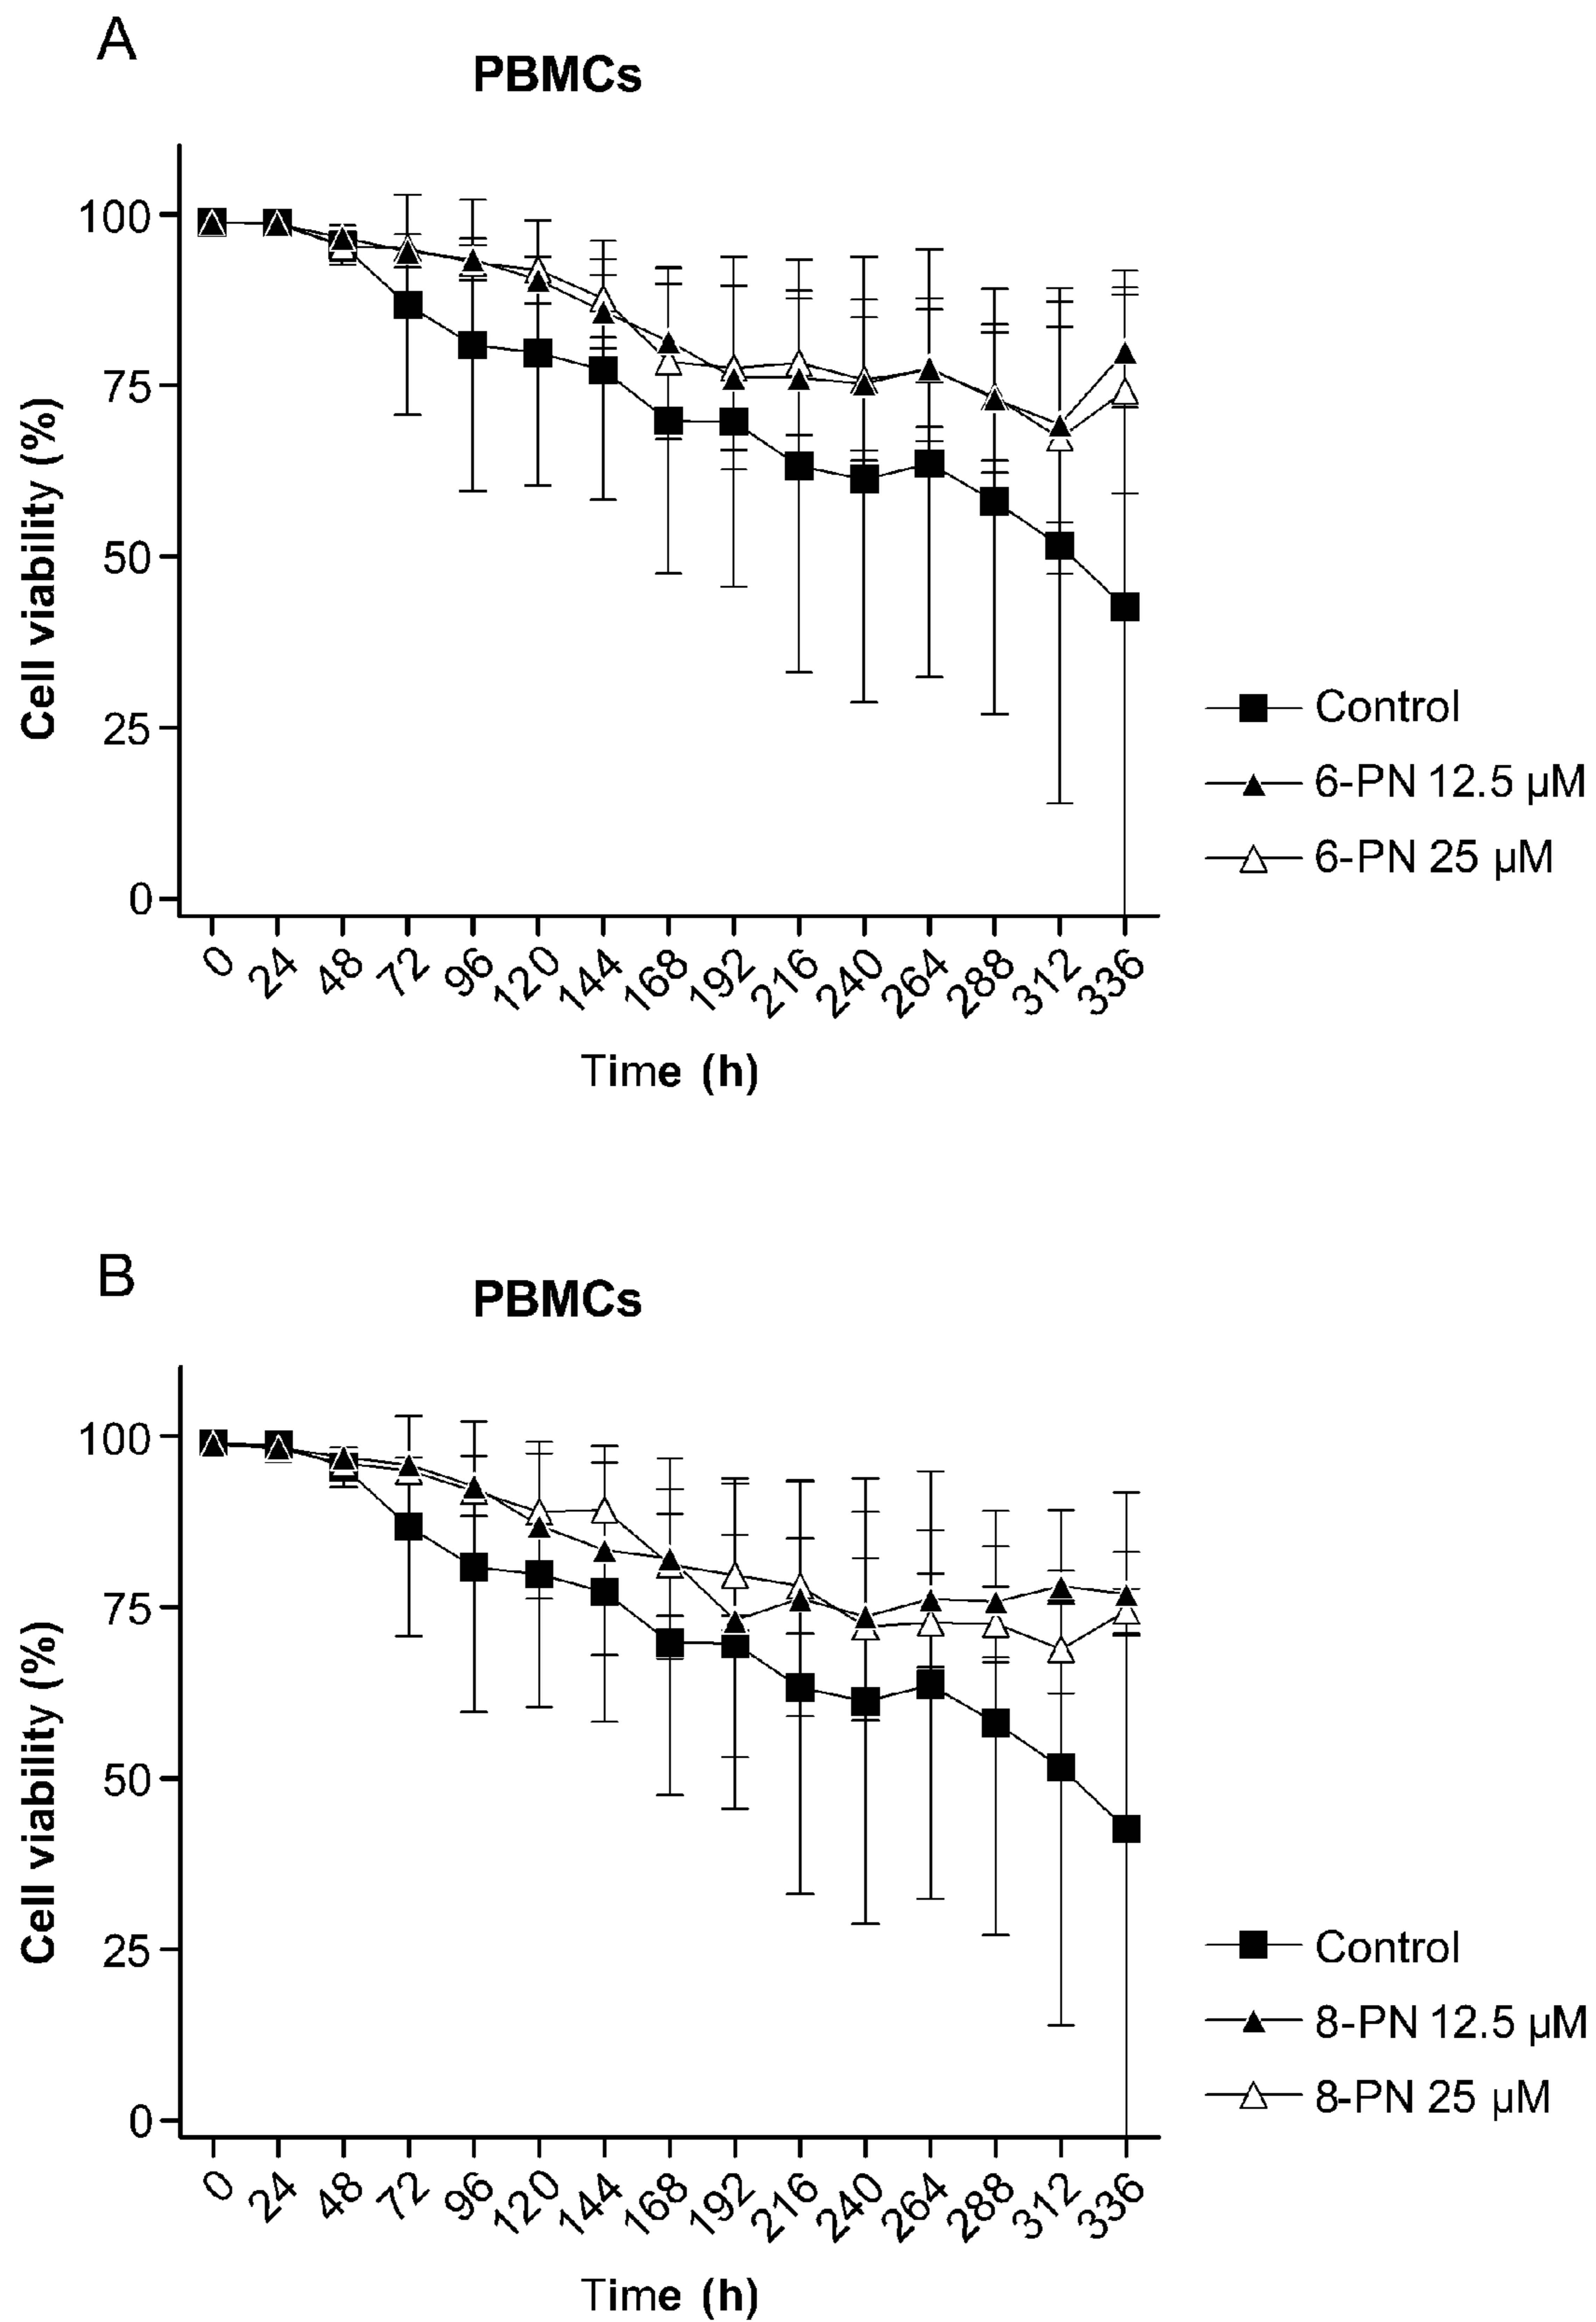 A
PBMCs
Cell viability (%)
100
75
50
25
0
0 24 48 72 96 120 144 168 192 216 240 264 288 312 336
Time (h)
Control
6-PN 12.5 µM
6-PN 25 µM
B
PBMCs
Cell viability (%)
100
75
50
25
0
0 24 48 72 96 120 144 168 192 216 240 264 288 312 336
Time (h)
Control
8-PN 12.5 µM
8-PN 25 µM